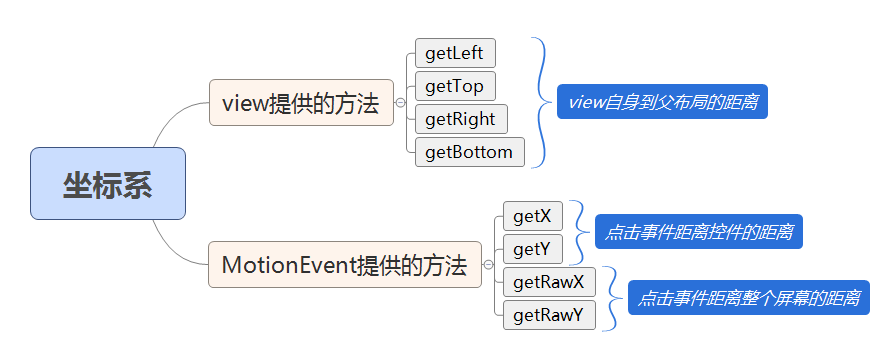 坐标系
view提供的方法
getLeft
getTop
getRight
getBottom
view自身到父布局的距离
MotionEvent提供的方法
getX
getY
点击事件距离控件的距离
getRawX
getRawY
点击事件距离整个屏幕的距离